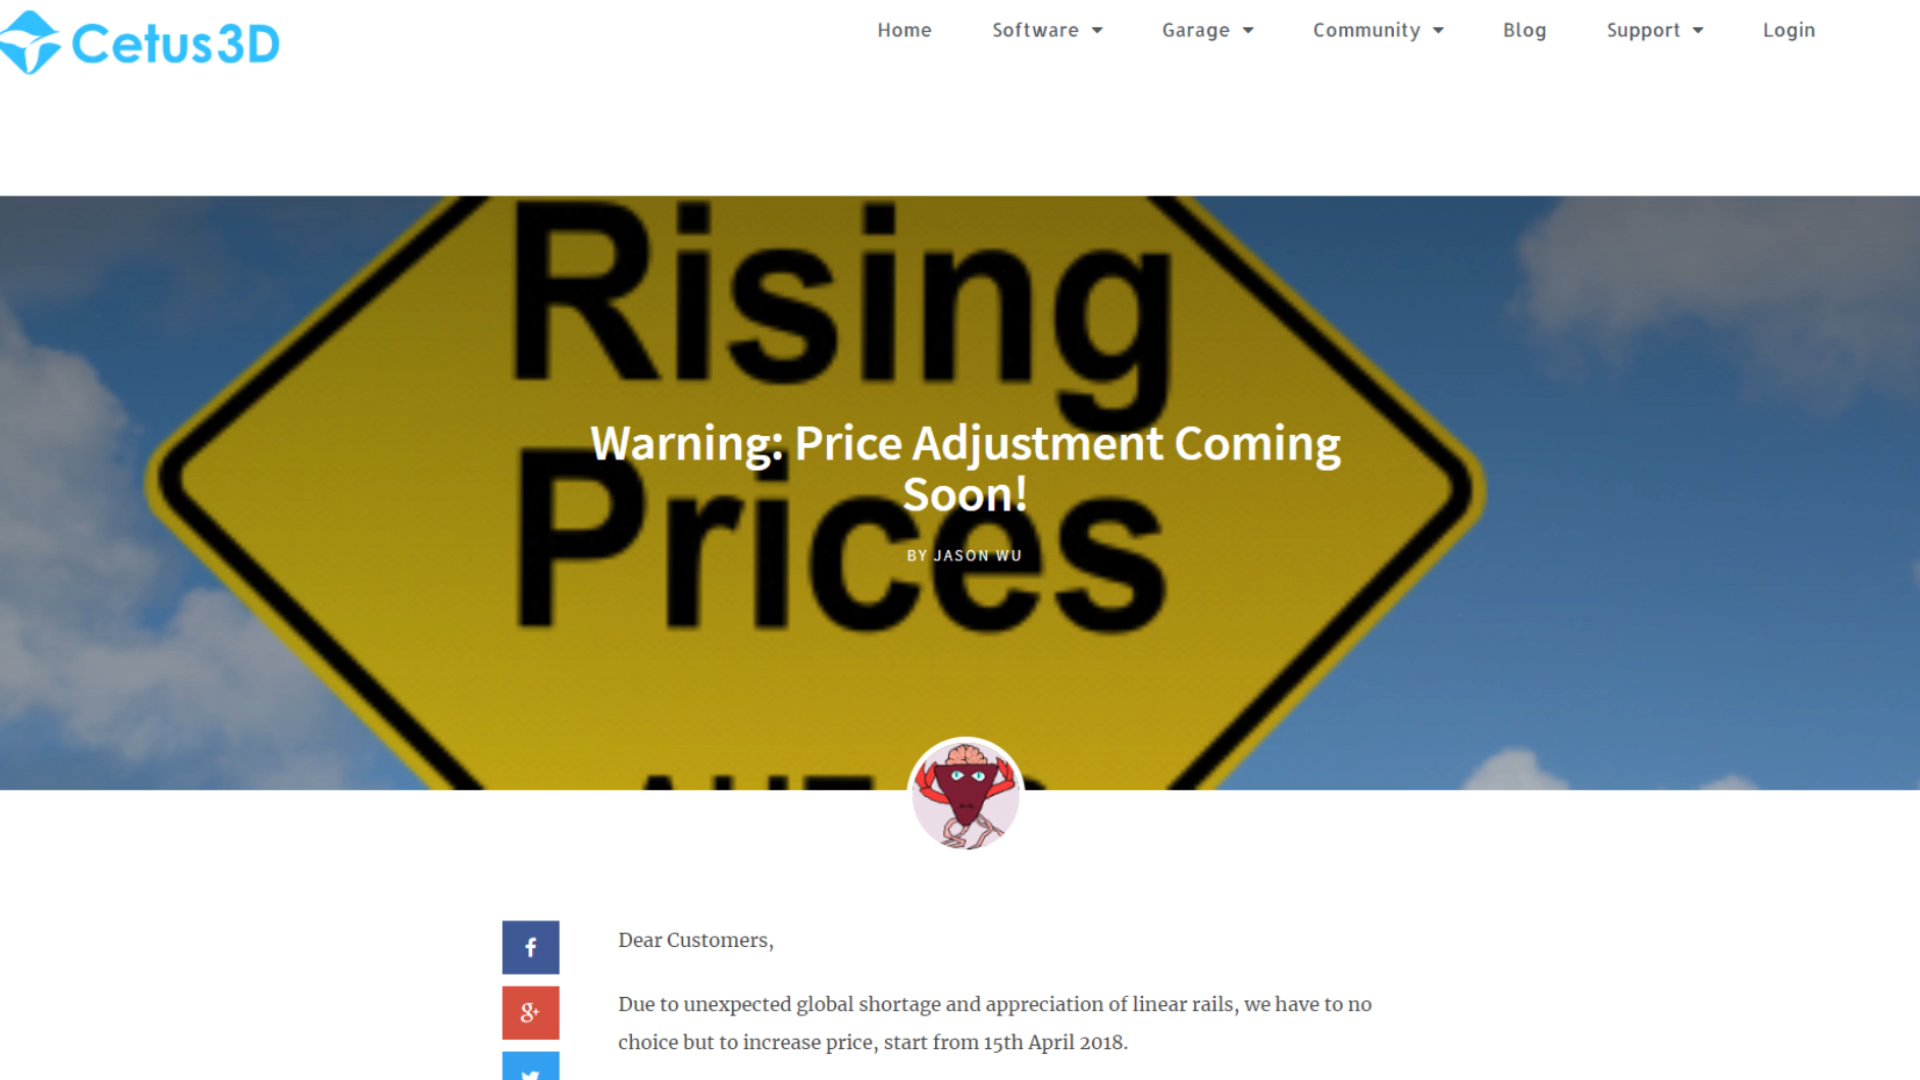 Cetus3D
Home Software Garage Community Blog Support Login
Rising
Prices
Warning: Price Adjustment Coming
Soon!
BY JASON WU
Dear Customers,
Due to unexpected global shortage and appreciation of linear rails, we have to no
choice but to increase price, start from 15th April 2018.